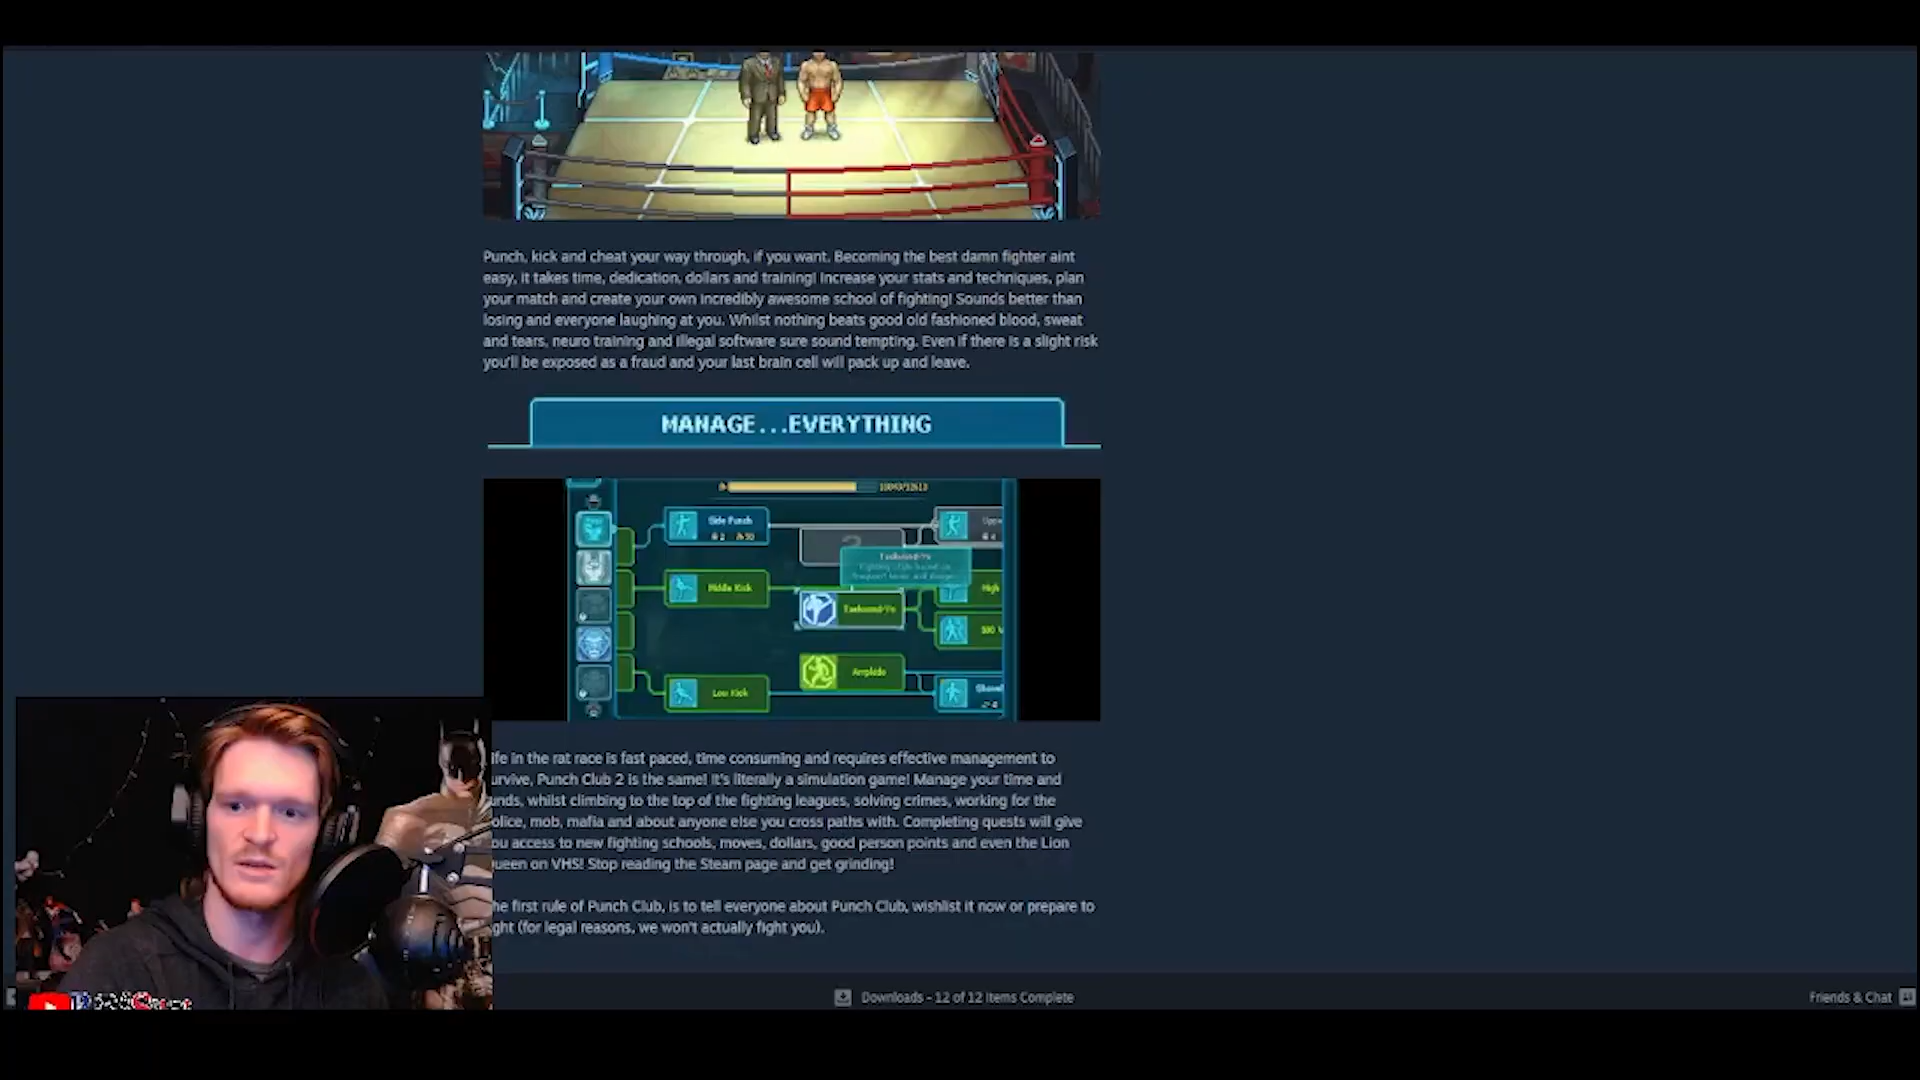 Punch, kick and cheat your way through, if you want. Becoming the best damn fighter aint
easy, it takes time, dedication, dollars and training! Increase your stats and techniques, plan
your match and create your own incredibly awesome school of fighting! Sounds better than
losing and everyone laughing at you. Whilst nothing beats good old fashioned blood, sweat
and tears, neuro training and illegal software sure sound tempting. Even if there is a slight risk
you'll be exposed as a fraud and your last brain cell will pack up and leave.
MANAGE...EVERYTHING
Side Punch
Middle Kick
High
Low Kick
ife in the rat race is fast paced, time consuming and requires effective management to
urvive, Punch Club 2 is the same! It's literally a simulation game! Manage your time and
unds, whilst climbing to the top of the fighting leagues, solving crimes, working for the
olice, mob, mafia and about anyone else you cross paths with. Completing quests will give
ou access to new fighting schools, moves, dollars, good person points and even the Lion
ueen on VHS! Stop reading the Steam page and get grinding!
he first rule of Punch Club, is to tell everyone about Punch Club, wishlist it now or prepare to
ght (for legal reasons, we won't actually fight you).
Downloads - 12 of 12 Items Complete
Friends & Chat